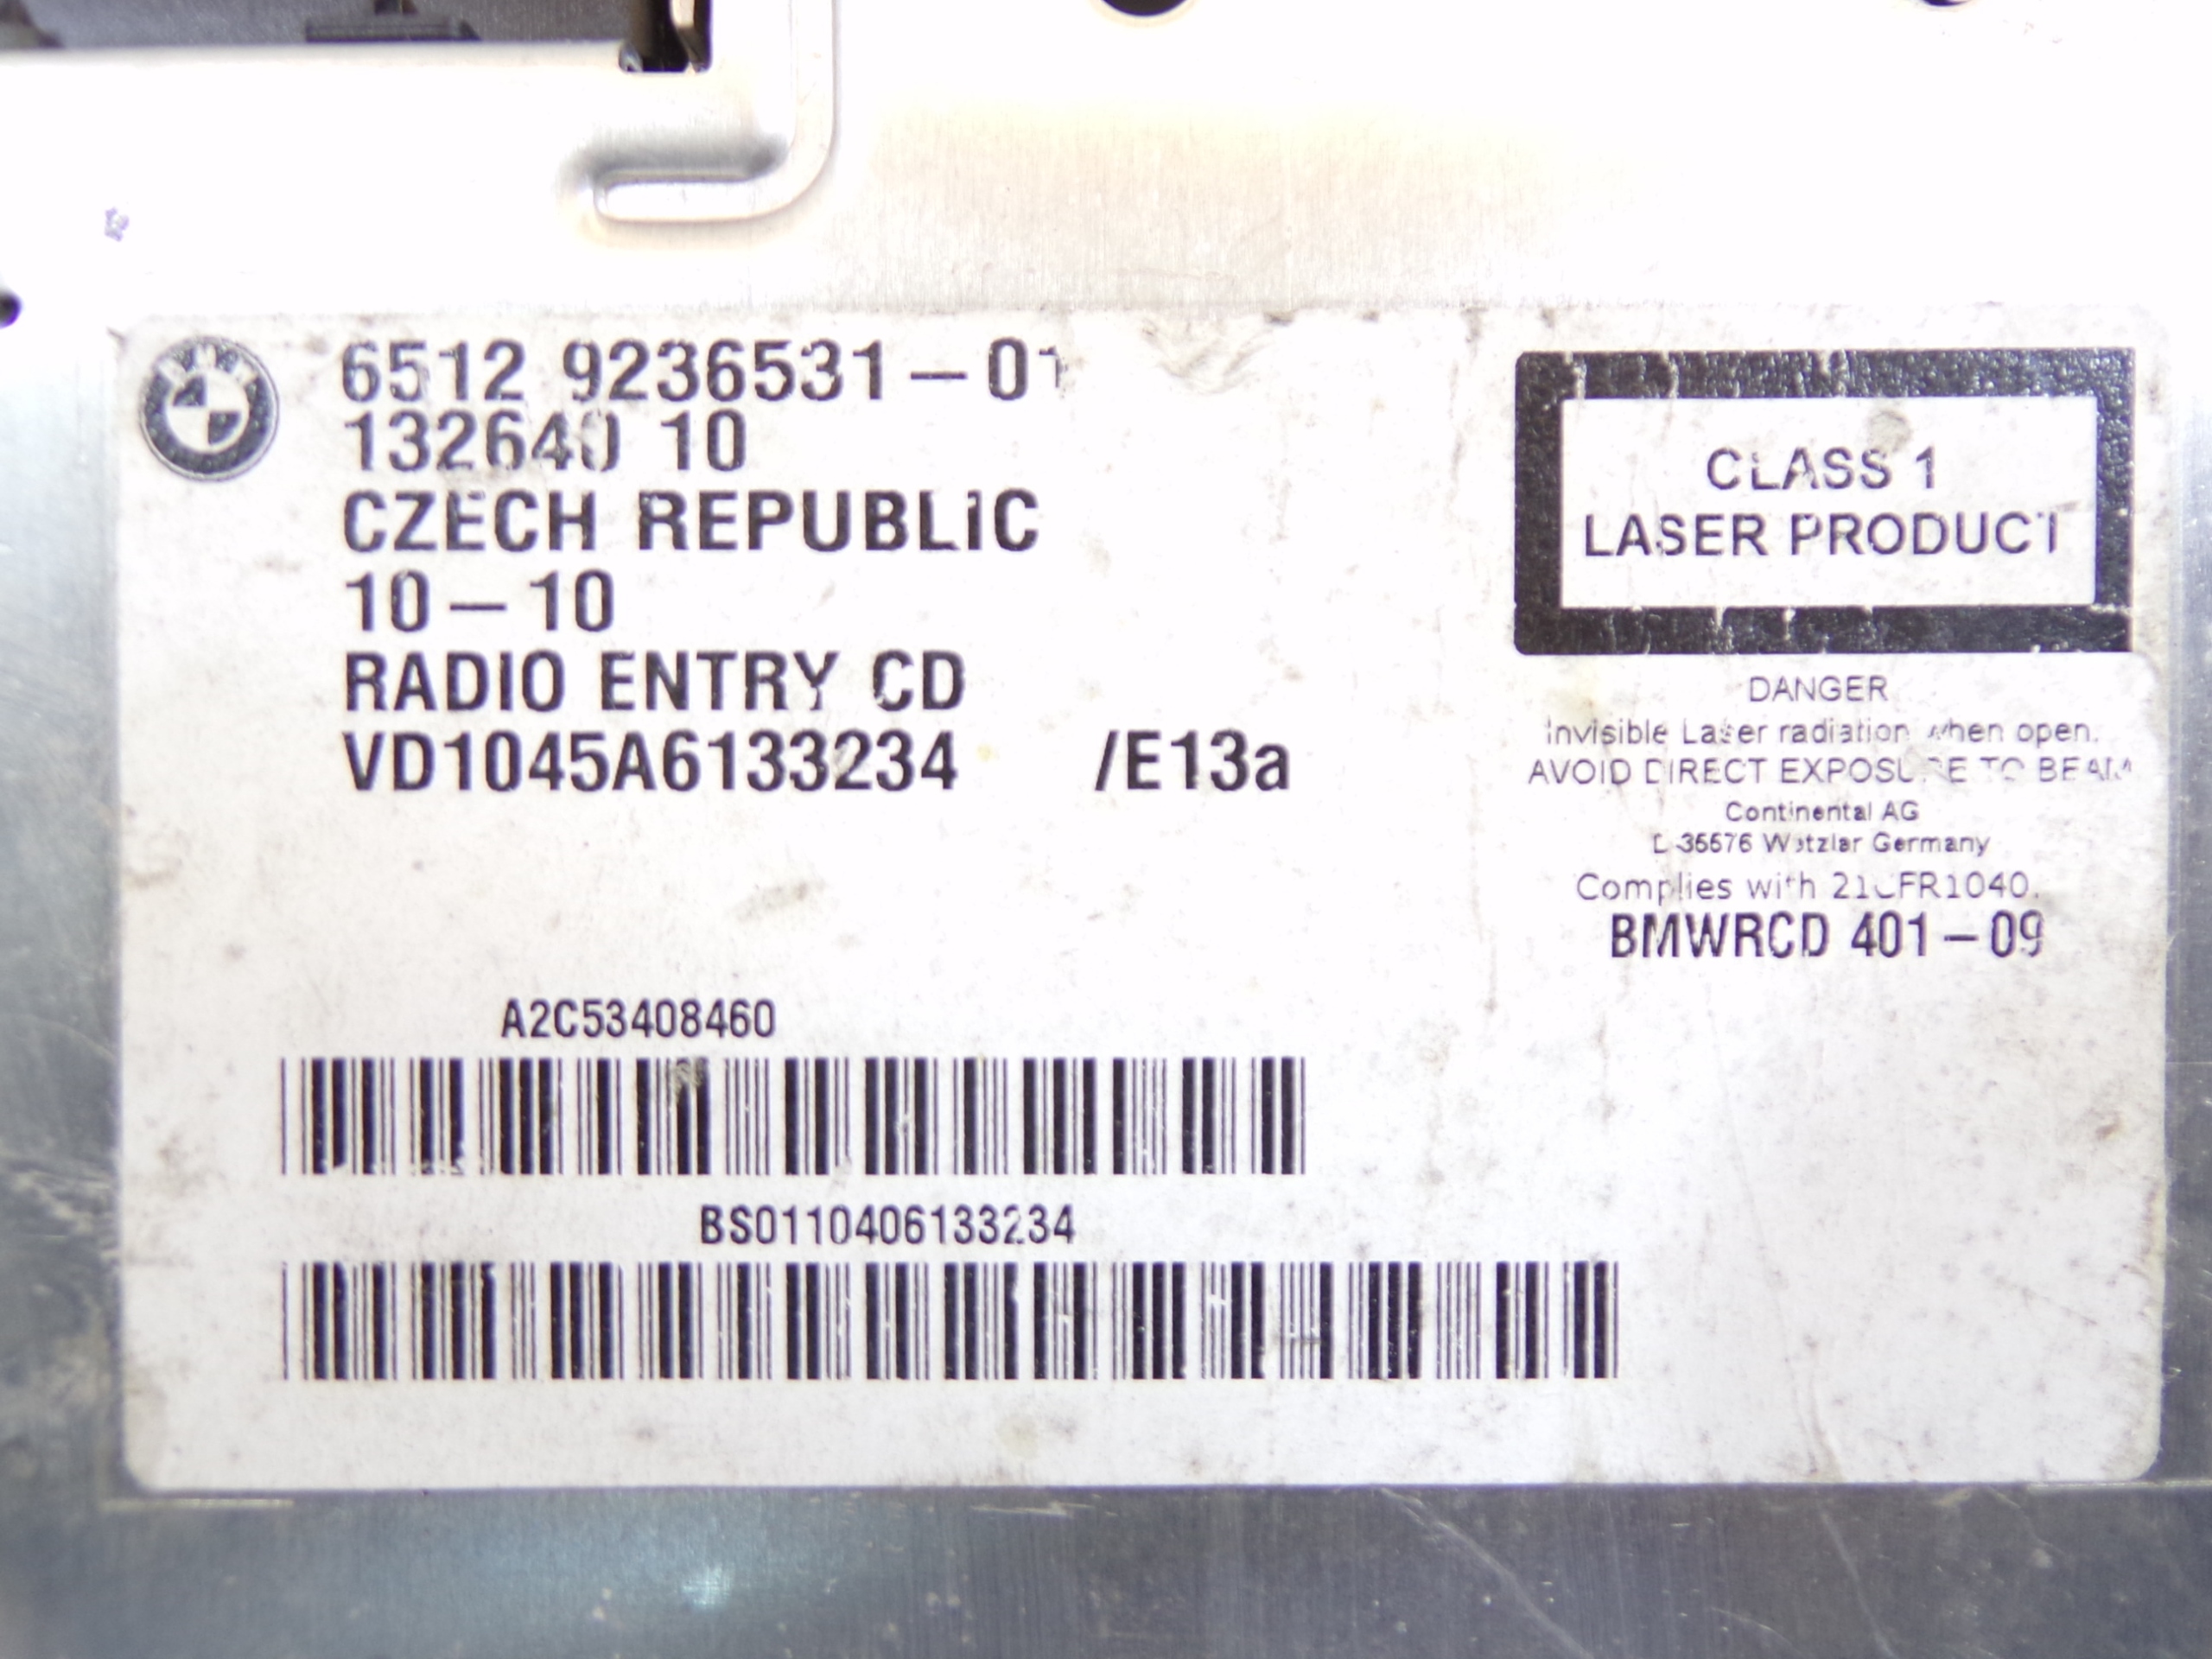 BMW
6512 9236531-01
132640 10
CZECH REPUBLIC
10-10
RADIO ENTRY CD
VD1045A6133234 /E13a
CLASS 1
LASER PRODUCT
DANGER
Invisible Laser radiation when open.
AVOID DIRECT EXPOSURE TO BEAM
Continental AG
D-35576 Wetzlar Germany
Complies with 21CFR1040.
BMWRCD 401-09
A2C53408460
BS0110406133234